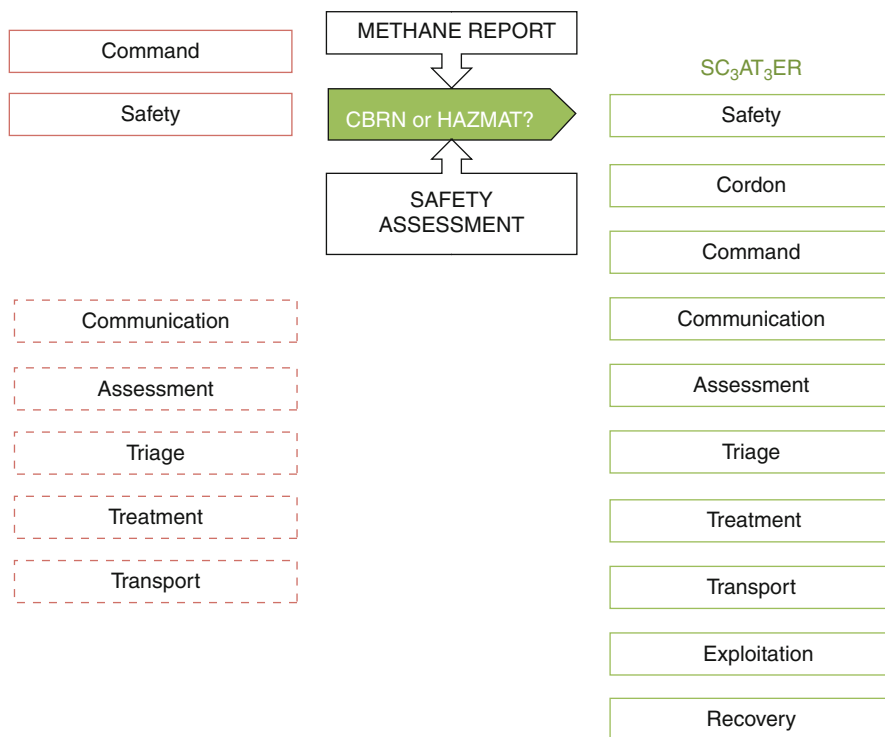 Command
Safety
Communication
Assessment
Triage
Treatment
Transport
METHANE REPORT
CBRN or HAZMAT?
SAFETY
ASSESSMENT
SC₃AT₃ER
Safety
Cordon
Command
Communication
Assessment
Triage
Treatment
Transport
Exploitation
Recovery